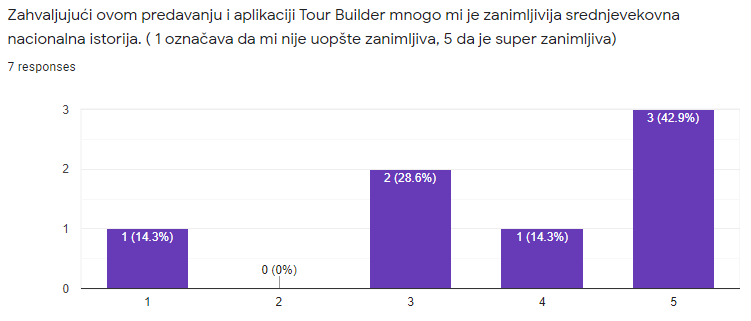 Zahvaljujući ovom predavanju i aplikaciji Tour Builder mnogo mi je zanimljivija srednjevekovna
nacionalna istorija. ( 1 označava da mi nije uopšte zanimljiva, 5 da je super zanimljiva)
7 responses
3
2
1
0
1 (14.3%)
0 (0%)
2 (28.6%)
1 (14.3%)
3 (42.9%)
1 2 3 4 5